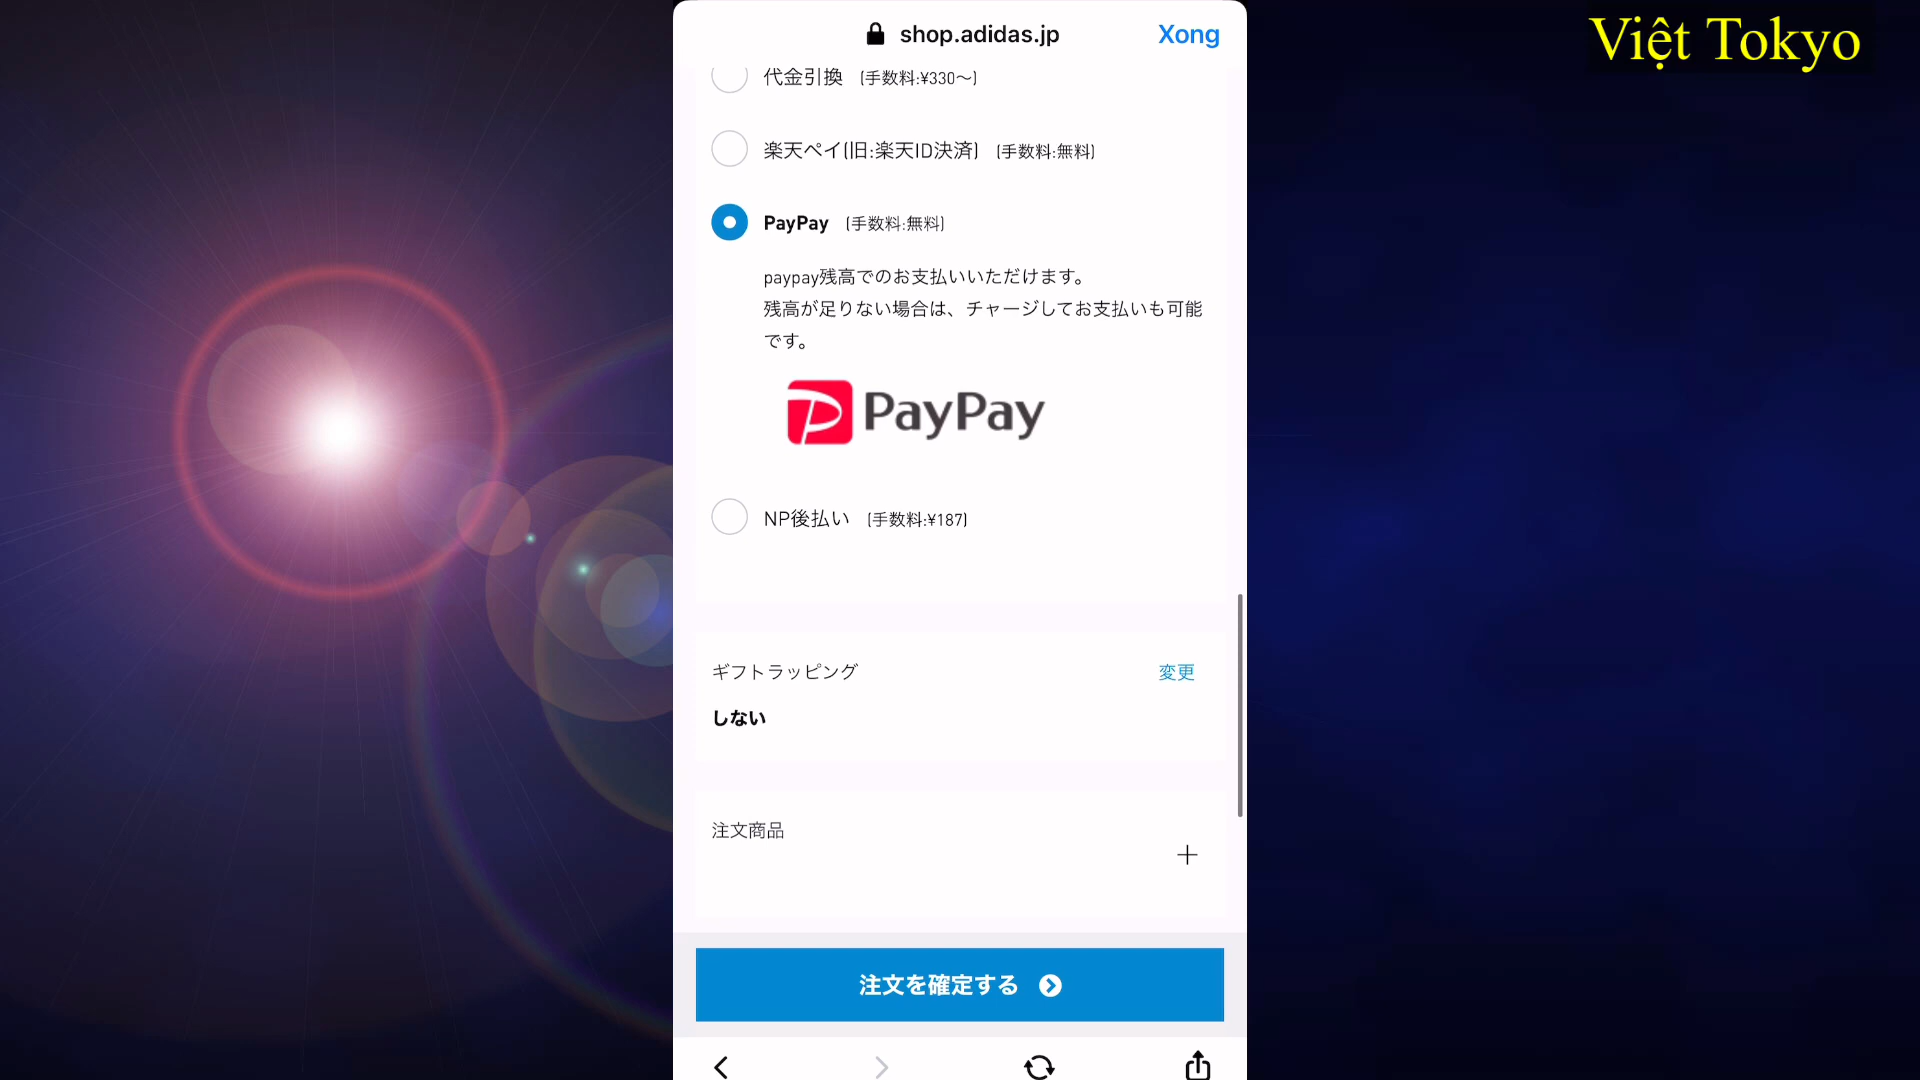 shop.adidas.jp
Xong
Việt Tokyo
代金引換 (手数料:¥330〜)
楽天ペイ(旧:楽天ID決済) (手数料:無料)
PayPay (手数料:無料)
paypay残高でのお支払いいただけます。
残高が足りない場合は、チャージしてお支払いも可能
です。
PayPay
NP後払い (手数料:¥187)
ギフトラッピング
変更
しない
注文商品
注文を確定する